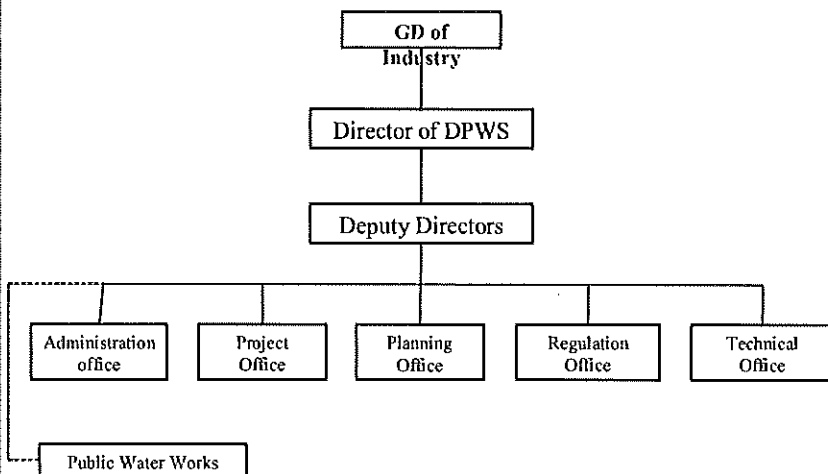 GD of
Industry
Director of DPWS
Deputy Directors
Administration
office
Project
Office
Planning
Office
Regulation
Office
Technical
Office
Public Water Works